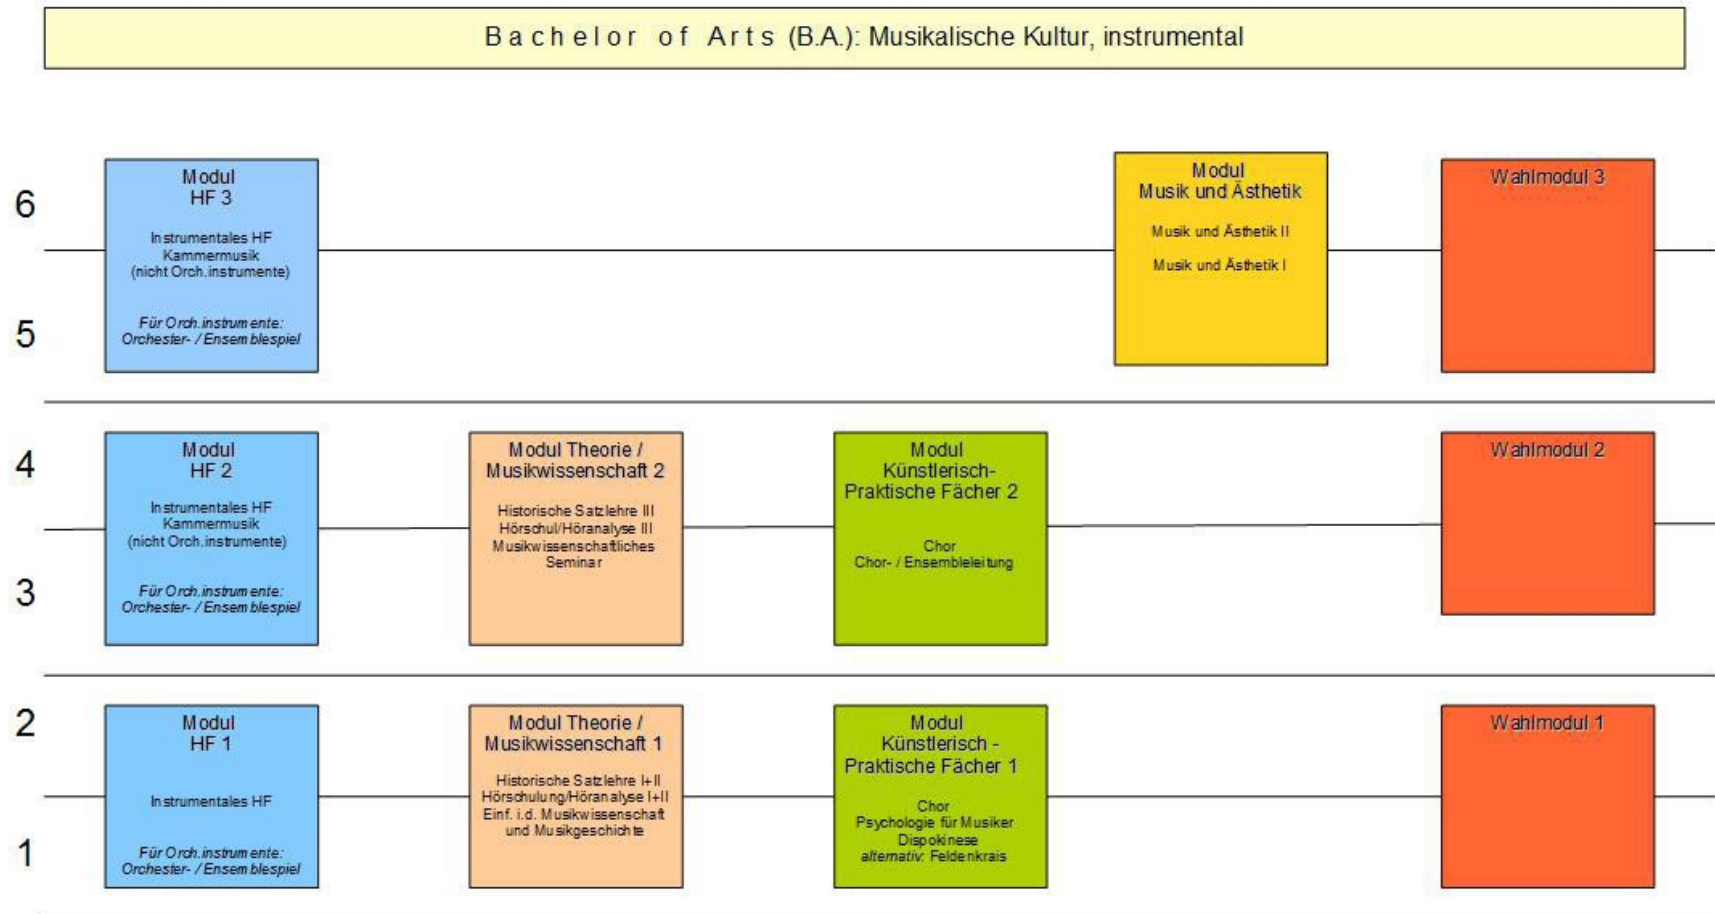 Bachelor of Arts (B.A.): Musikalische Kultur, instrumental
6
5
Modul
HF 3
Instrumentales HF
Kammermusik
(nicht Orch.instrumente)
Für Orch.instrumente:
Orchester- / Ensemblespiel
Modul
Musik und Ästhetik
Musik und Ästhetik II
Musik und Ästhetik I
Wahlmodul 3
4
3
Modul
HF 2
Instrumentales HF
Kammermusik
(nicht Orch.instrumente)
Für Orch.instrumente:
Orchester- / Ensemblespiel
Modul Theorie /
Musikwissenschaft 2
Historische Satzlehre III
Hörschul/Höranalyse III
Musikwissenschaftliches
Seminar
Modul
Künstlerisch-
Praktische Fächer 2
Chor
Chor- / Ensembleleitung
Wahlmodul 2
2
1
Modul
HF 1
Instrumentales HF
Für Orch.instrumente:
Orchester- / Ensemblespiel
Modul Theorie /
Musikwissenschaft 1
Historische Satzlehre I+II
Hörschulung/Höranalyse I+II
Einf. i.d. Musikwissenschaft
und Musikgeschichte
Modul
Künstlerisch -
Praktische Fächer 1
Chor
Psychologie für Musiker
Dispokinese
alternativ: Feldenkrais
Wahlmodul 1